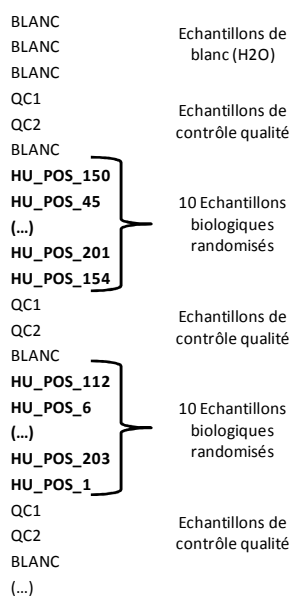 BLANC
BLANC
BLANC
Echantillons de
blanc (H2O)
QC1
QC2
Echantillons de
contrôle qualité
BLANC
HU_POS_150
HU_POS_45
(...)
HU_POS_201
HU_POS_154
10 Echantillons
biologiques
randomisés
QC1
QC2
Echantillons de
contrôle qualité
BLANC
HU_POS_112
HU_POS_6
(...)
HU_POS_203
HU_POS_1
10 Echantillons
biologiques
randomisés
QC1
QC2
Echantillons de
contrôle qualité
BLANC
(...)